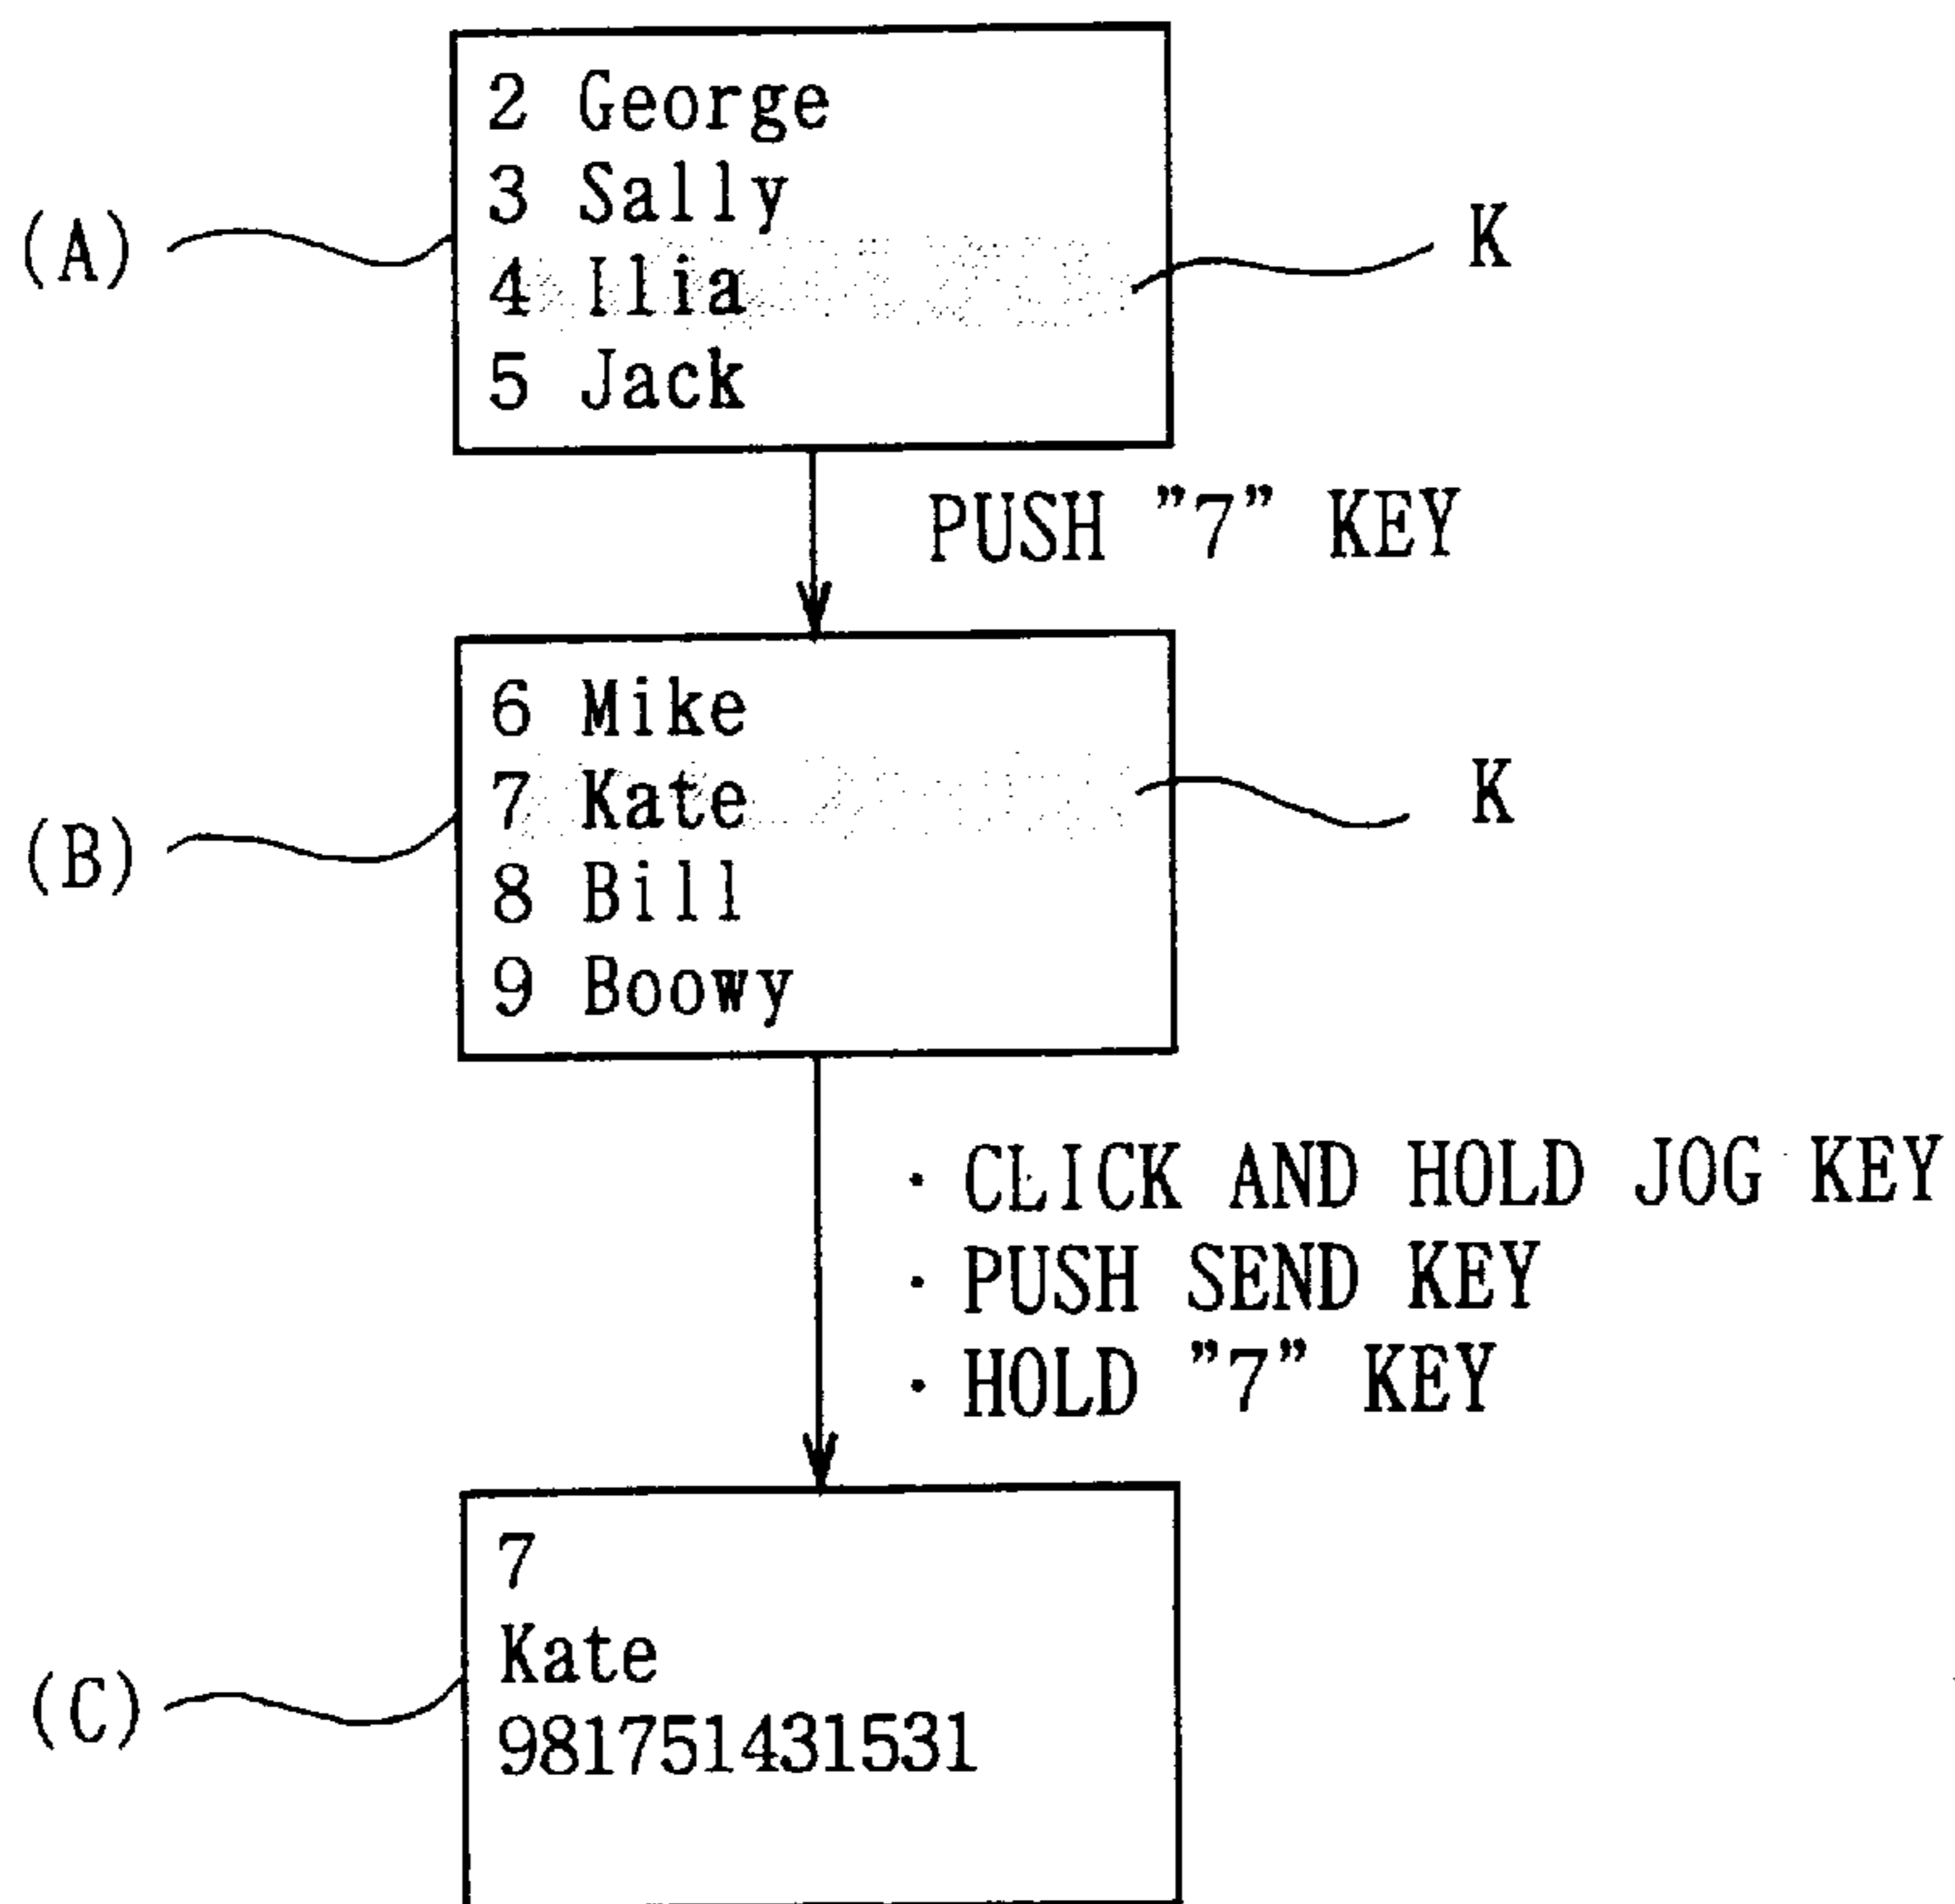 2 George
3 Sally
(A)
K
4 Ilia
5 Jack
PUSH "7" KEY
6 Mike
7 Kate
K
(B)
8 Bill
9 Boowy
· CLICK AND HOLD JOG KEY
· PUSH SEND KEY
· HOLD "7" KEY
7
Kate
(C)
981751431531